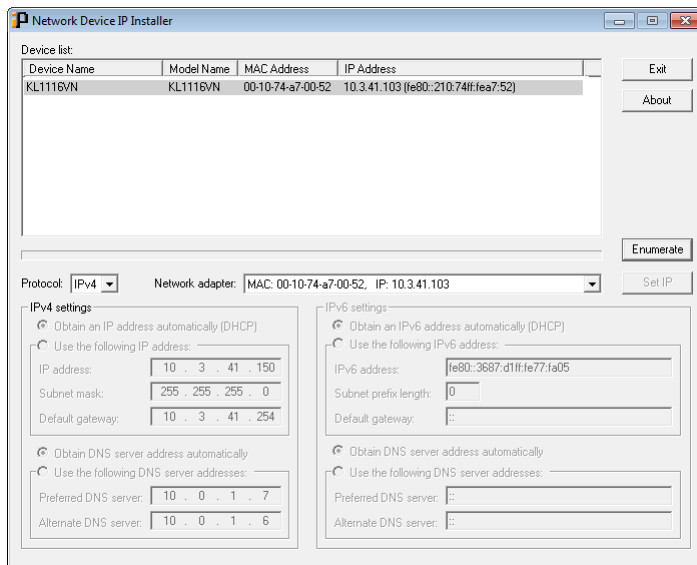 Network Device IP Installer
Device list:
Device Name Model Name MAC Address IP Address
KL1116VN KL1116VN 00-10-74-a7-00-52 10.3.41.103 (fe80::210:74ff:fea7:52)
Exit
About
Enumerate
Protocol: IPv4 Network adapter: MAC: 00-10-74-a7-00-52, IP: 10.3.41.103 Set IP
IPv4 settings
Obtain an IP address automatically (DHCP)
Use the following IP address:
IP address: 10 . 3 . 41 . 150
Subnet mask: 255 . 255 . 255 . 0
Default gateway: 10 . 3 . 41 . 254
Obtain DNS server address automatically
Use the following DNS server addresses:
Preferred DNS server: 10 . 0 . 1 . 7
Alternate DNS server: 10 . 0 . 1 . 6
IPv6 settings
Obtain an IPv6 address automatically (DHCP)
Use the following IPv6 address:
IPv6 address: fe80::3687:d1ff:fe77:fa05
Subnet prefix length: 0
Default gateway: ::
Obtain DNS server address automatically
Use the following DNS server addresses:
Preferred DNS server: ::
Alternate DNS server: ::